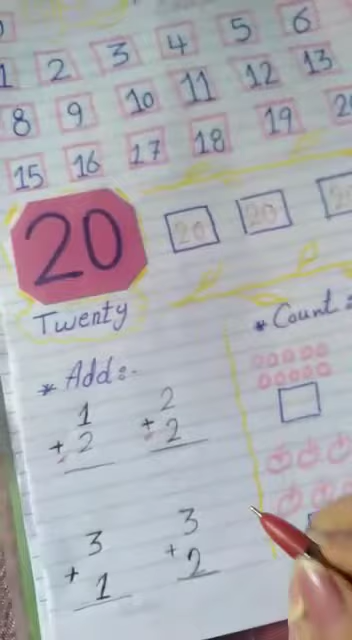 1 2 3 4 5 6
8 9 10 11 12 13
15 16 17 18 19
20 20 20
Twenty
* Count :
* Add :-
1 2
+ 2 + 2
3 3
+ 1 + 2